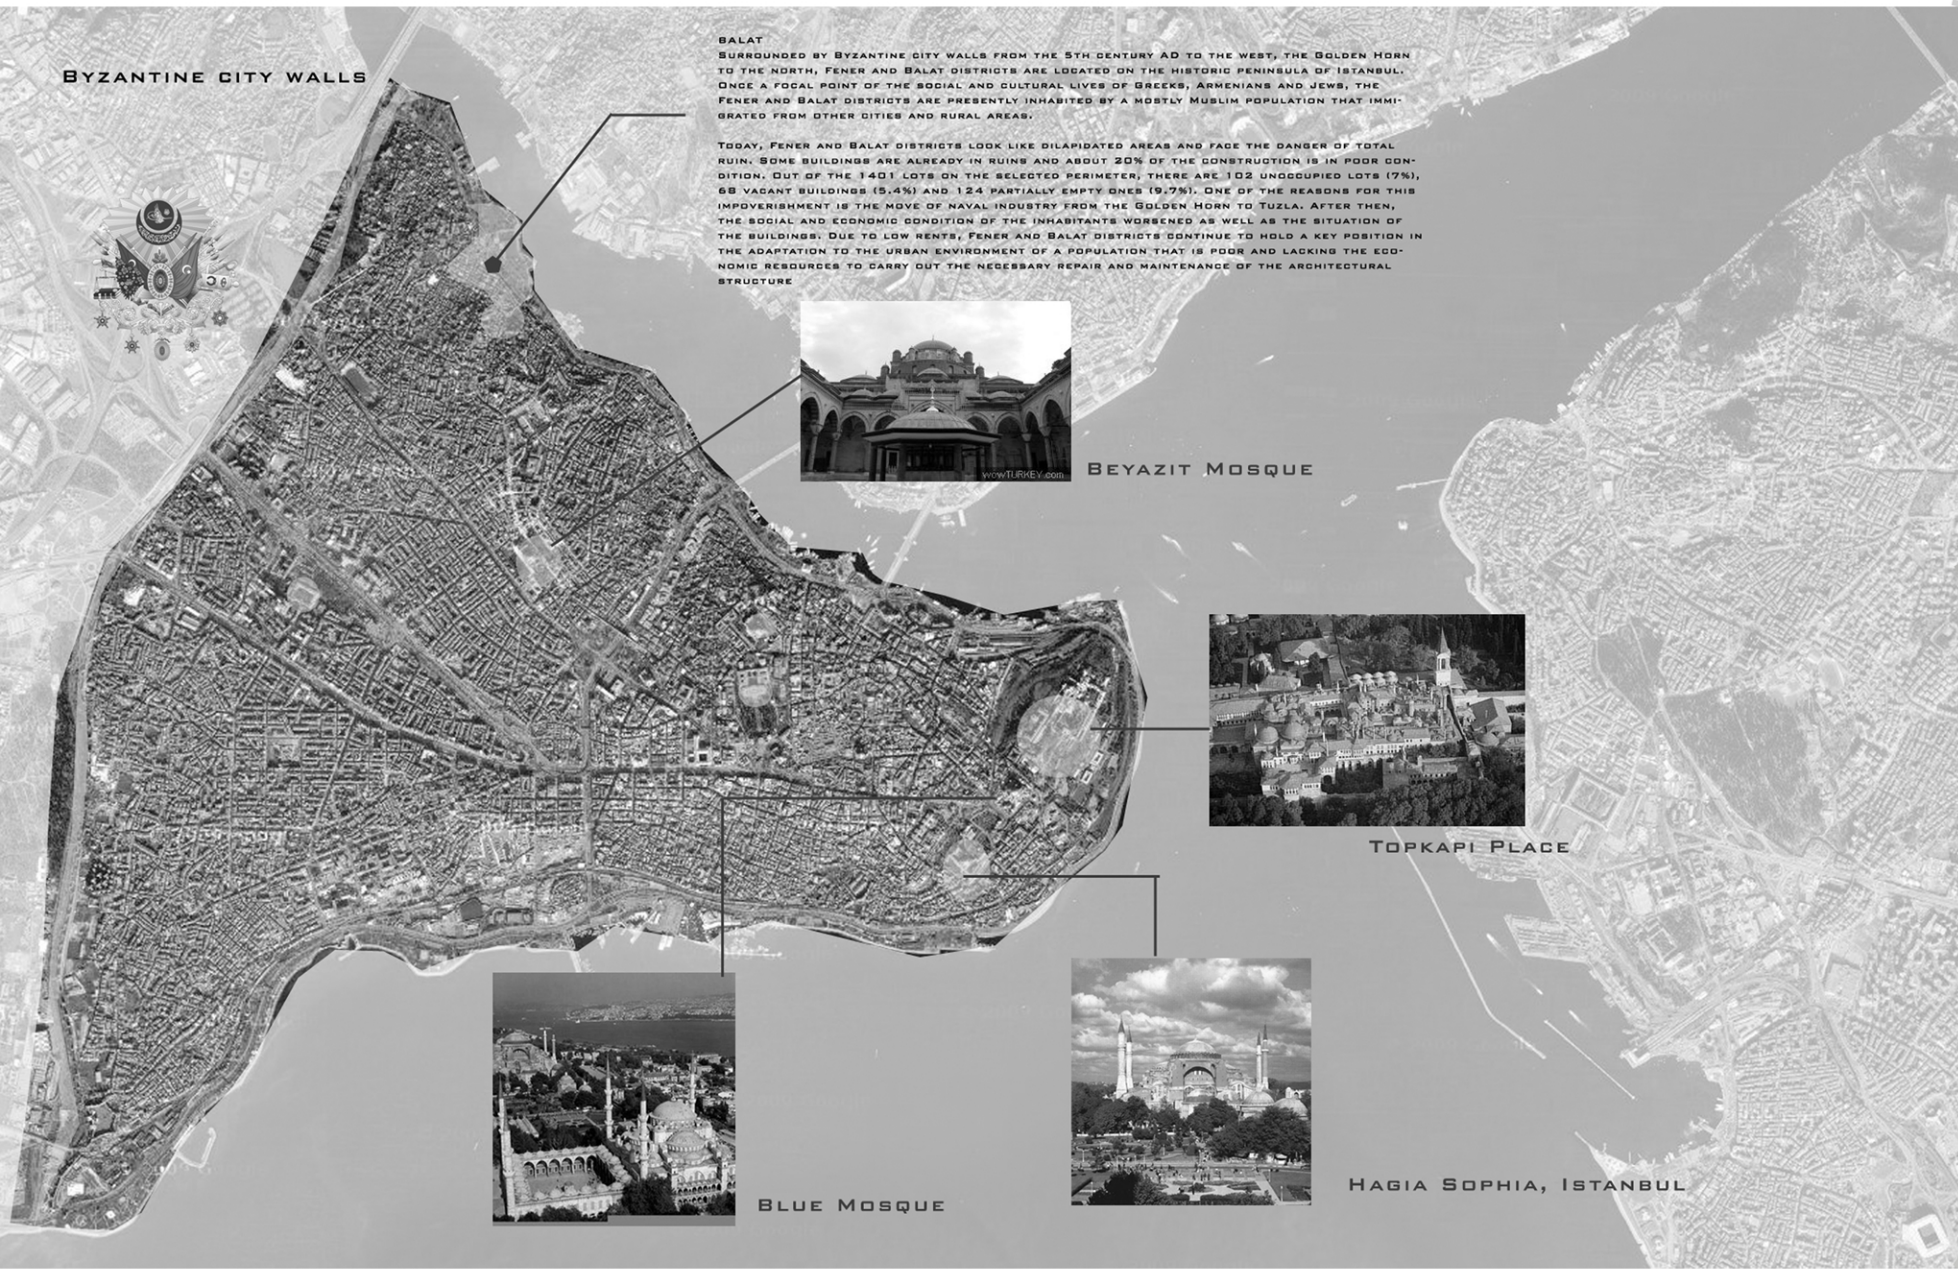 Byzantine city walls
Balat
Surrounded by Byzantine city walls from the 5th century AD to the west, the Golden Horn
to the north, Fener and Balat districts are located on the historic peninsula of Istanbul.
Once a focal point of the social and cultural lives of Greeks, Armenians and Jews, the
Fener and Balat districts are presently inhabited by a mostly Muslim population that immi-
grated from other cities and rural areas.
Today, Fener and Balat districts look like dilapidated areas and face the danger of total
ruin. Some buildings are already in ruins and about 20% of the construction is in poor con-
dition. Out of the 1401 lots on the selected perimeter, there are 102 unoccupied lots (7%),
68 vacant buildings (5.4%) and 124 partially empty ones (9.7%). One of the reasons for this
impoverishment is the move of naval industry from the Golden Horn to Tuzla. After then,
the social and economic condition of the inhabitants worsened as well as the situation of
the buildings. Due to low rents, Fener and Balat districts continue to hold a key position in
the adaptation to the urban environment of a population that is poor and lacking the eco-
nomic resources to carry out the necessary repair and maintenance of the architectural
structure
wowTURKEY.com
Beyazit Mosque
Topkapi Place
Blue Mosque
Hagia Sophia, Istanbul